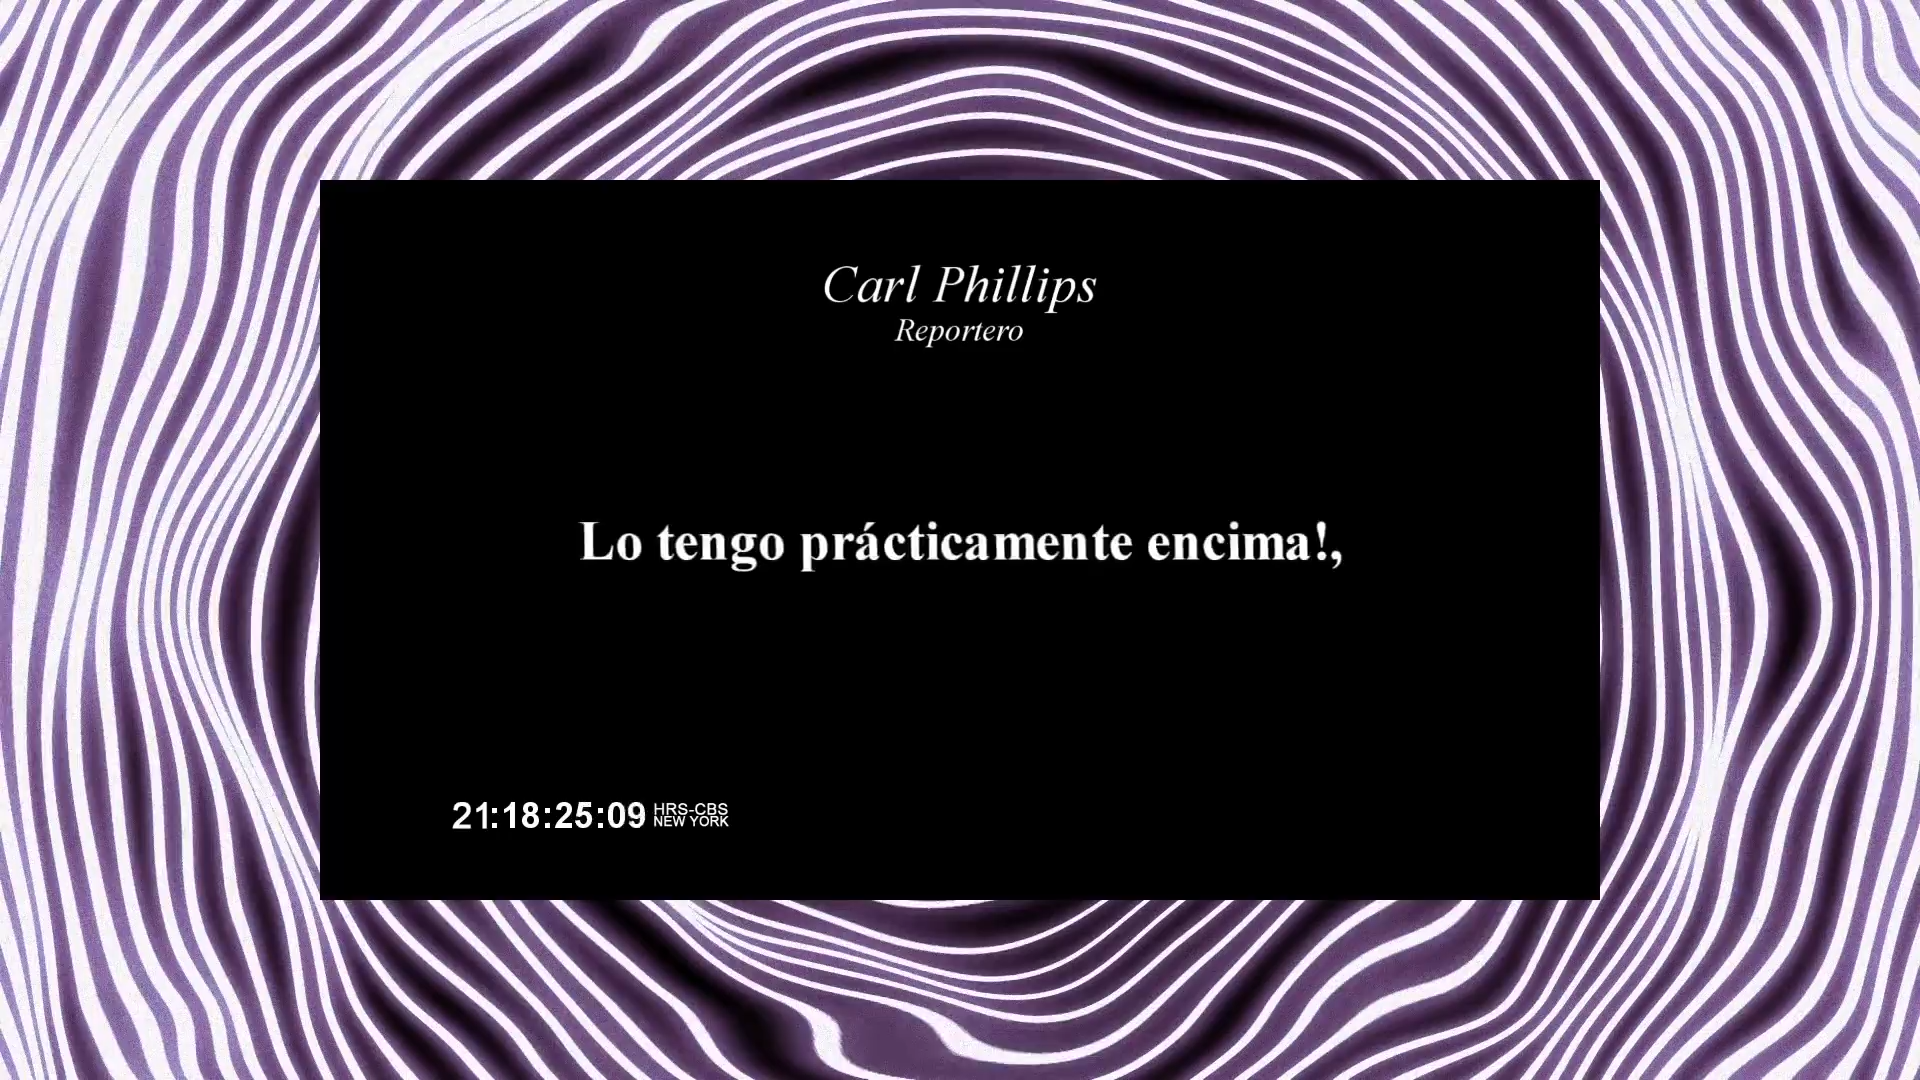 Carl Phillips
Reportero
Lo tengo prácticamente encima!,
21:18:25:09 HRS-CBS
NEW YORK